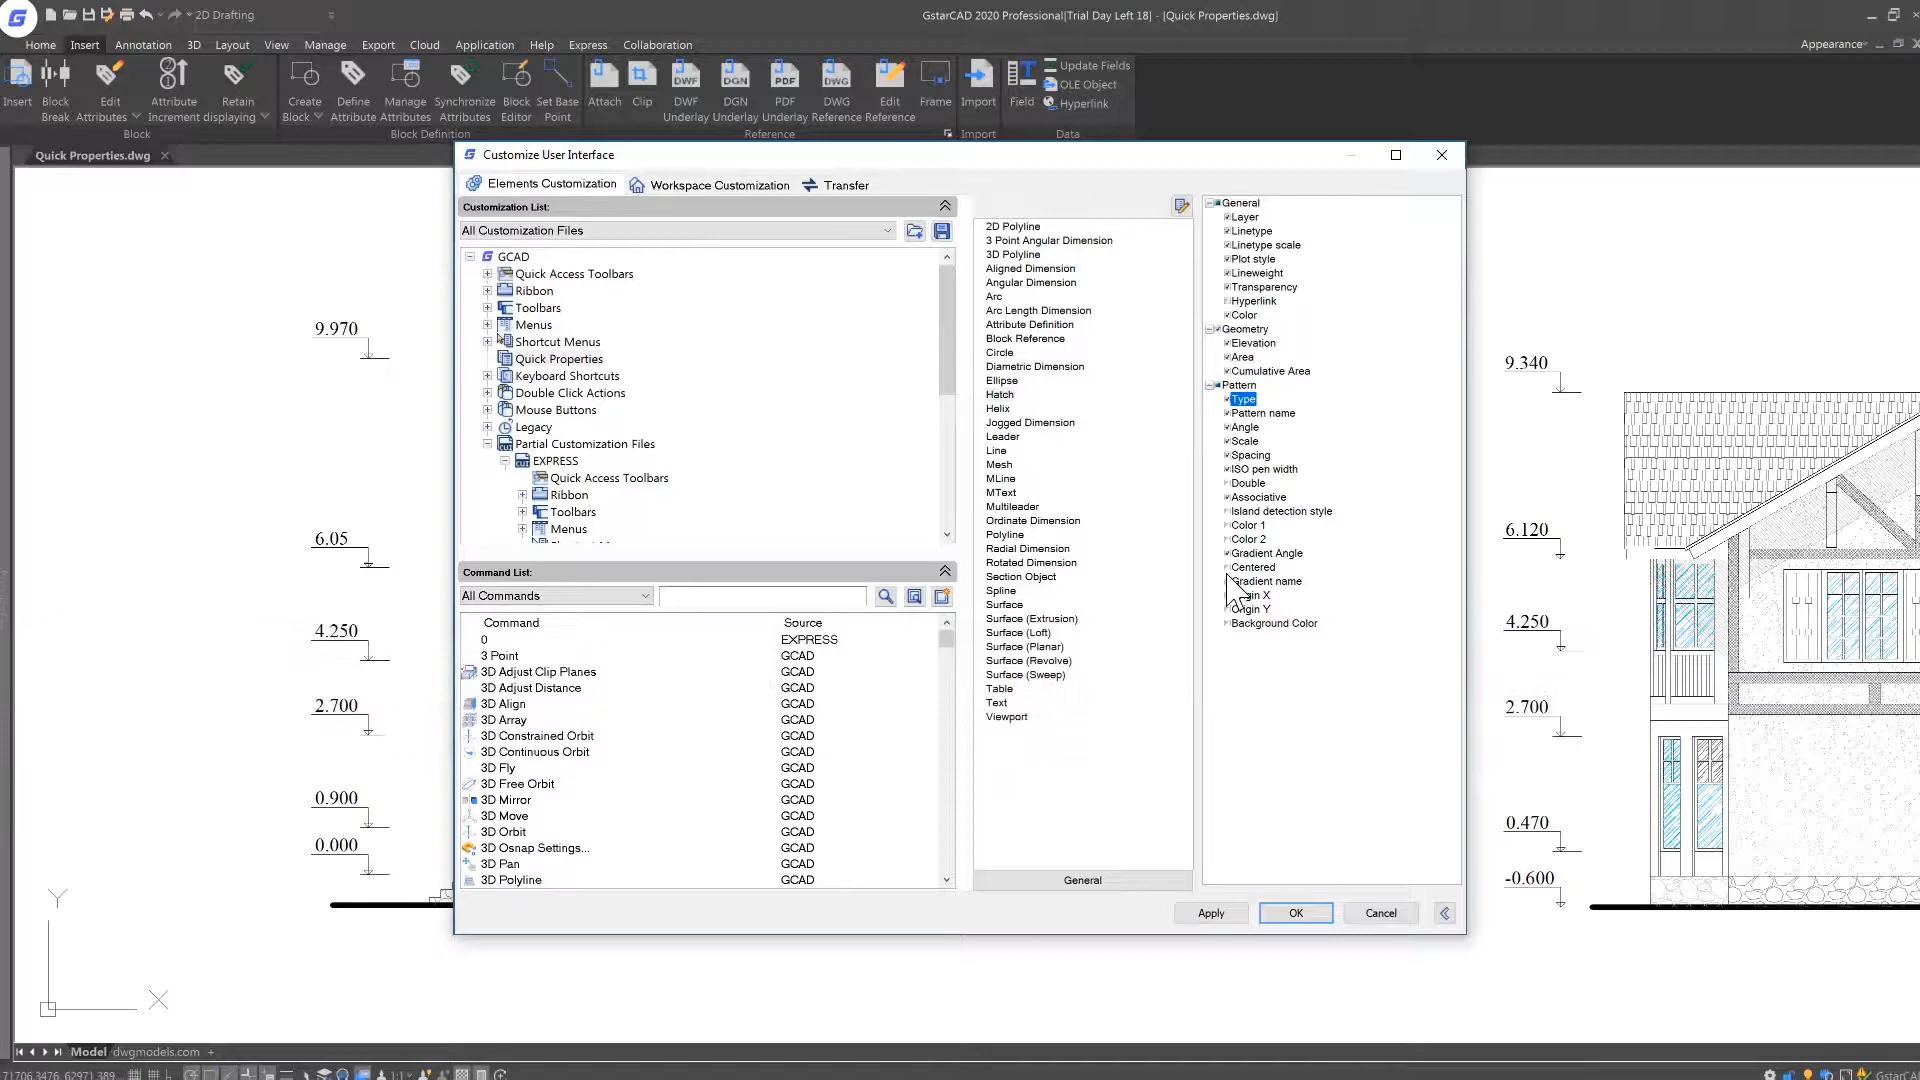 2D Drafting
GstarCAD 2020 Professional[Trial Day Left 18] - [Quick Properties.dwg]
Home Insert Annotation 3D Layout View Manage Export Cloud Application Help Express Collaboration
Appearance
Insert
Block Break
Edit Attributes
Attribute Increment
Retain displaying
Block
Create Block
Define Attribute
Manage Attributes
Synchronize Attributes
Block Editor
Set Base Point
Block Definition
Attach
Clip
DWF Underlay
DGN Underlay
PDF Underlay
DWG Reference
Edit Reference
Frame
Reference
Import
Import
Field
Update Fields
OLE Object
Hyperlink
Data
Quick Properties.dwg
Customize User Interface
Elements Customization
Workspace Customization
Transfer
Customization List:
All Customization Files
GCAD
Quick Access Toolbars
Ribbon
Toolbars
Menus
Shortcut Menus
Quick Properties
Keyboard Shortcuts
Double Click Actions
Mouse Buttons
Legacy
Partial Customization Files
EXPRESS
Quick Access Toolbars
Ribbon
Toolbars
Menus
Command List:
All Commands
Command Source
0 EXPRESS
3 Point GCAD
3D Adjust Clip Planes GCAD
3D Adjust Distance GCAD
3D Align GCAD
3D Array GCAD
3D Constrained Orbit GCAD
3D Continuous Orbit GCAD
3D Fly GCAD
3D Free Orbit GCAD
3D Mirror GCAD
3D Move GCAD
3D Orbit GCAD
3D Osnap Settings... GCAD
3D Pan GCAD
3D Polyline GCAD
2D Polyline
3 Point Angular Dimension
3D Polyline
Aligned Dimension
Angular Dimension
Arc
Arc Length Dimension
Attribute Definition
Block Reference
Circle
Diametric Dimension
Ellipse
Hatch
Helix
Jogged Dimension
Leader
Line
Mesh
MLine
MText
Multileader
Ordinate Dimension
Polyline
Radial Dimension
Rotated Dimension
Section Object
Spline
Surface
Surface (Extrusion)
Surface (Loft)
Surface (Planar)
Surface (Revolve)
Surface (Sweep)
Table
Text
Viewport
General
General
Layer
Linetype
Linetype scale
Plot style
Lineweight
Transparency
Hyperlink
Color
Geometry
Elevation
Area
Cumulative Area
Pattern
Type
Pattern name
Angle
Scale
Spacing
ISO pen width
Double
Associative
Island detection style
Color 1
Color 2
Gradient Angle
Centered
Gradient name
X
Origin Y
Background Color
Apply OK Cancel
9.970
6.05
4.250
2.700
0.900
0.000
9.340
6.120
4.250
2.700
0.470
-0.600
Y
X
Model dwgmodels.com +
1:1